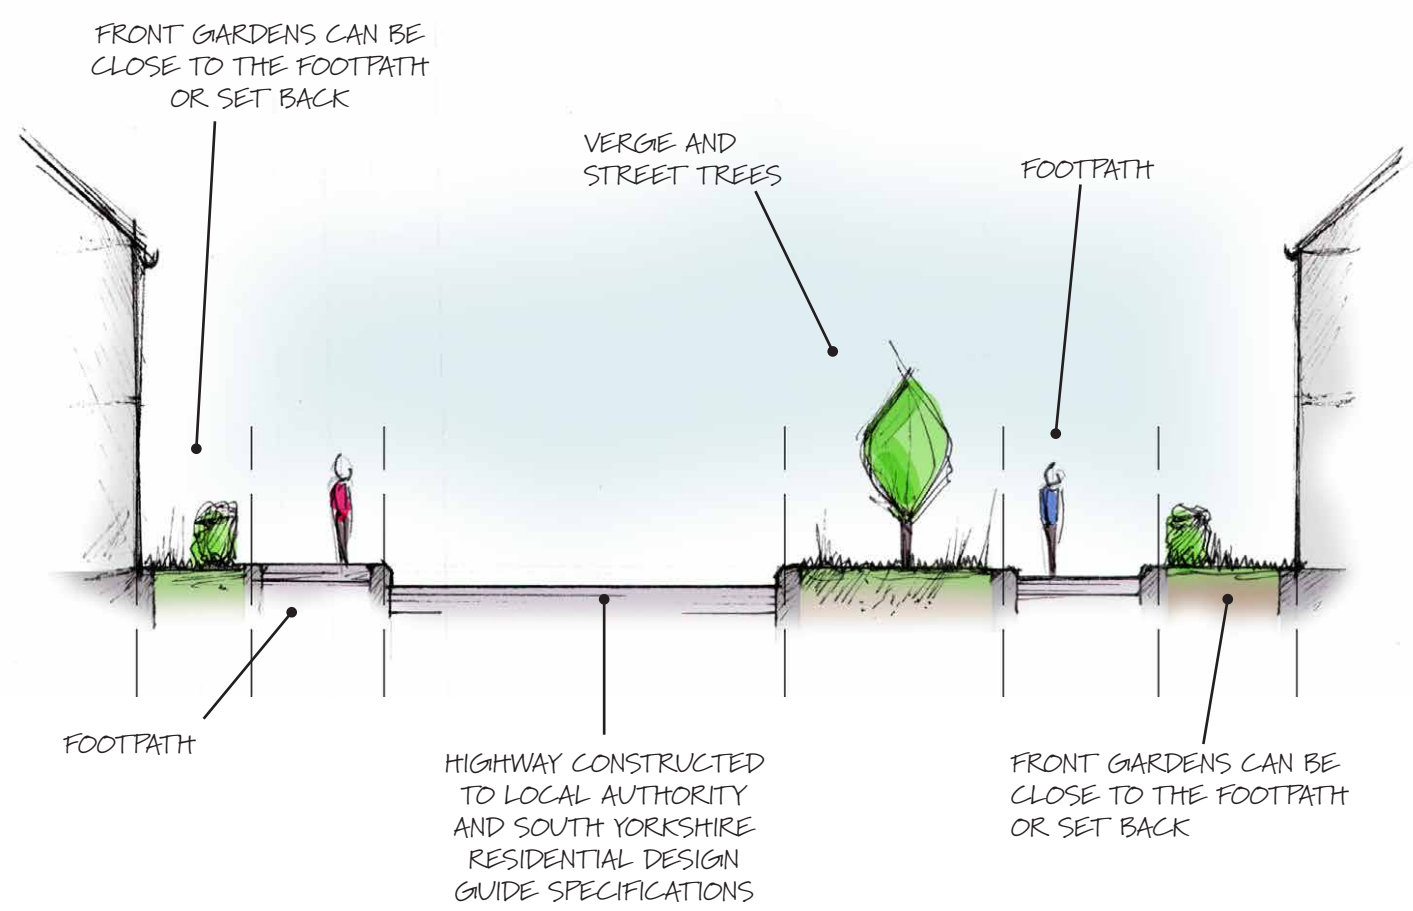 FRONT GARDENS CAN BE
CLOSE TO THE FOOTPATH
OR SET BACK
VERGE AND
STREET TREES
FOOTPATH
FOOTPATH
HIGHWAY CONSTRUCTED
TO LOCAL AUTHORITY
AND SOUTH YORKSHIRE
RESIDENTIAL DESIGN
GUIDE SPECIFICATIONS
FRONT GARDENS CAN BE
CLOSE TO THE FOOTPATH
OR SET BACK